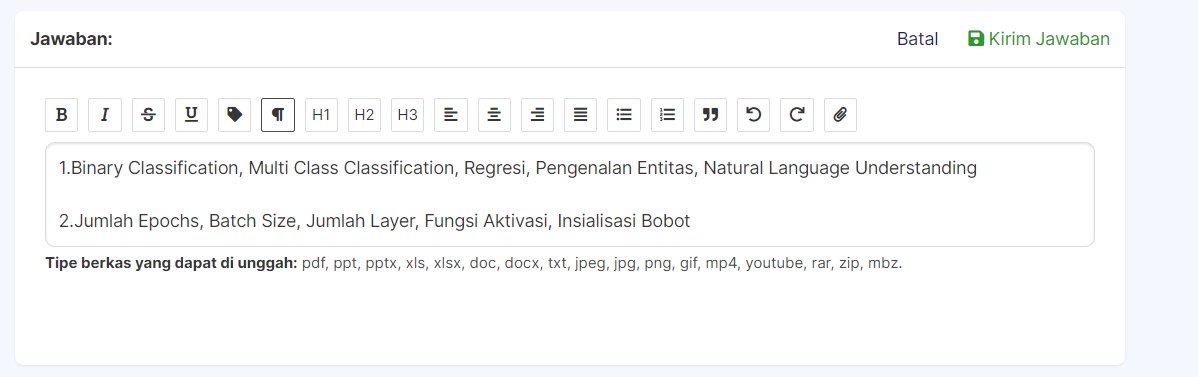 Jawaban:
Batal
Kirim Jawaban
B I S U ¶ H1 H2 H3
1.Binary Classification, Multi Class Classification, Regresi, Pengenalan Entitas, Natural Language Understanding
2.Jumlah Epochs, Batch Size, Jumlah Layer, Fungsi Aktivasi, Insialisasi Bobot
Tipe berkas yang dapat di unggah: pdf, ppt, pptx, xls, xlsx, doc, docx, txt, jpeg, jpg, png, gif, mp4, youtube, rar, zip, mbz.